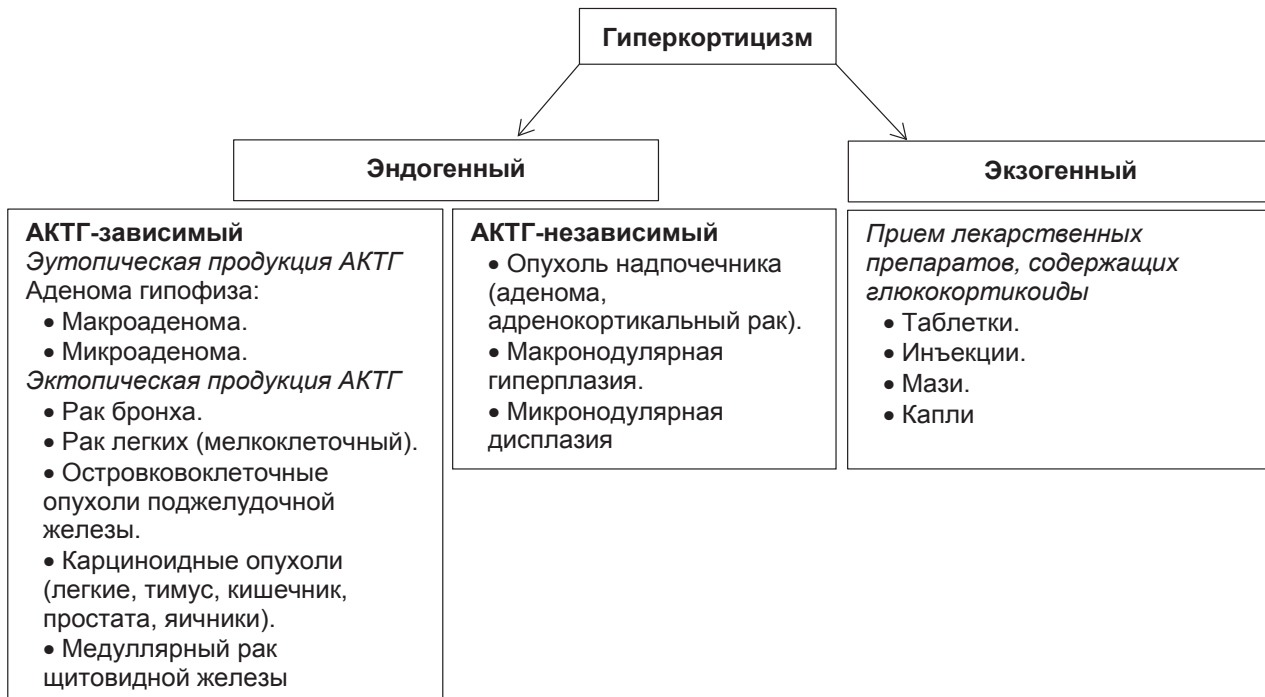 Гиперкортицизм
Эндогенный
Экзогенный
АКТГ-зависимый
Эутопическая продукция АКТГ
Аденома гипофиза:
• Макроаденома.
• Микроаденома.
Эктопическая продукция АКТГ
• Рак бронха.
• Рак легких (мелкоклеточный).
• Островковоклеточные
опухоли поджелудочной
железы.
• Карциноидные опухоли
(легкие, тимус, кишечник,
простата, яичники).
• Медуллярный рак
щитовидной железы
АКТГ-независимый
• Опухоль надпочечника
(аденома,
адренокортикальный рак).
• Макронодулярная
гиперплазия.
• Микронодулярная
дисплазия
Прием лекарственных
препаратов, содержащих
глюкокортикоиды
• Таблетки.
• Инъекции.
• Мази.
• Капли